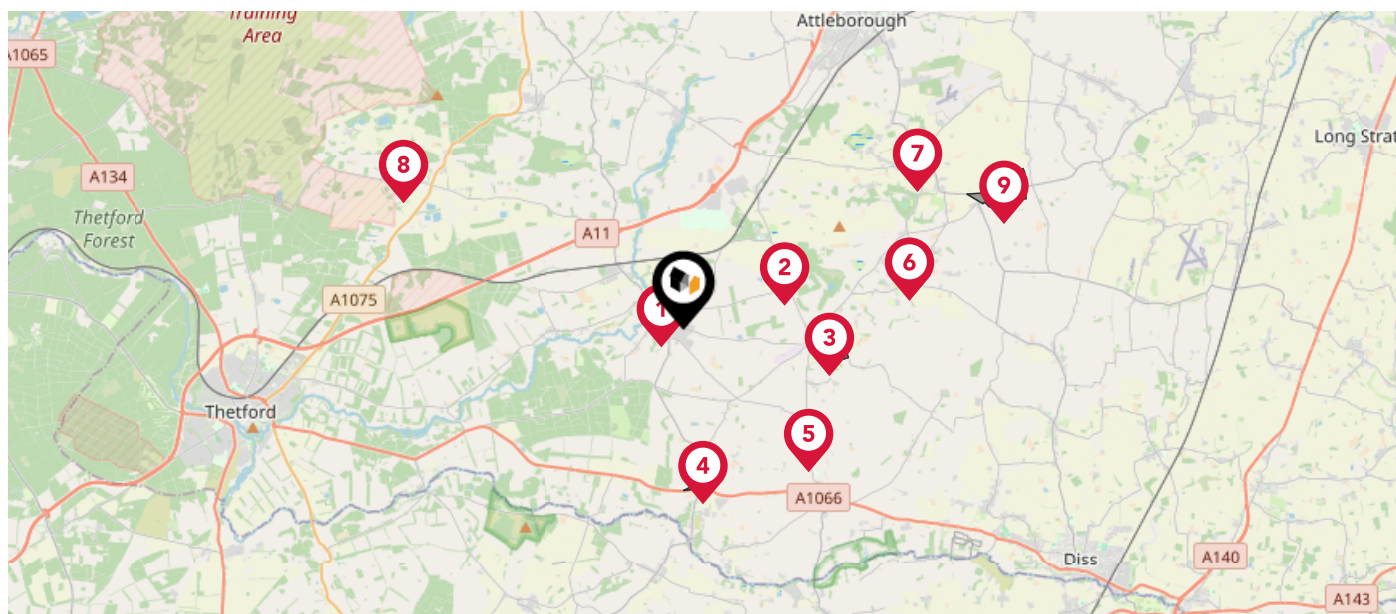 Training
Area
Attleborough
A1065
Long Strat
7
8
9
A134
Thetford
Forest
A11
6
2
A1075
1
3
Thetford
5
4
A1066
Diss
A140
A143